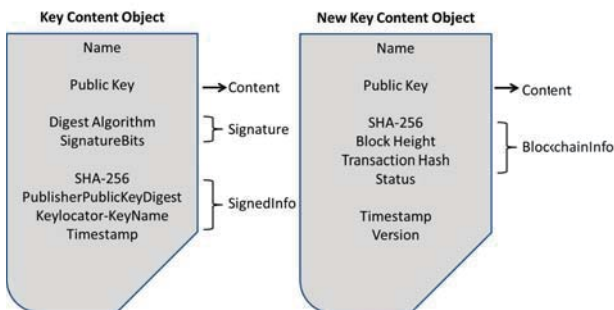 Key Content Object
Name
Public Key
Content
Digest Algorithm
SignatureBits
Signature
SHA-256
PublisherPublicKeyDigest
Keylocator-KeyName
Timestamp
SignedInfo
New Key Content Object
Name
Public Key
Content
SHA-256
Block Height
Transaction Hash
Status
BlockchainInfo
Timestamp
Version